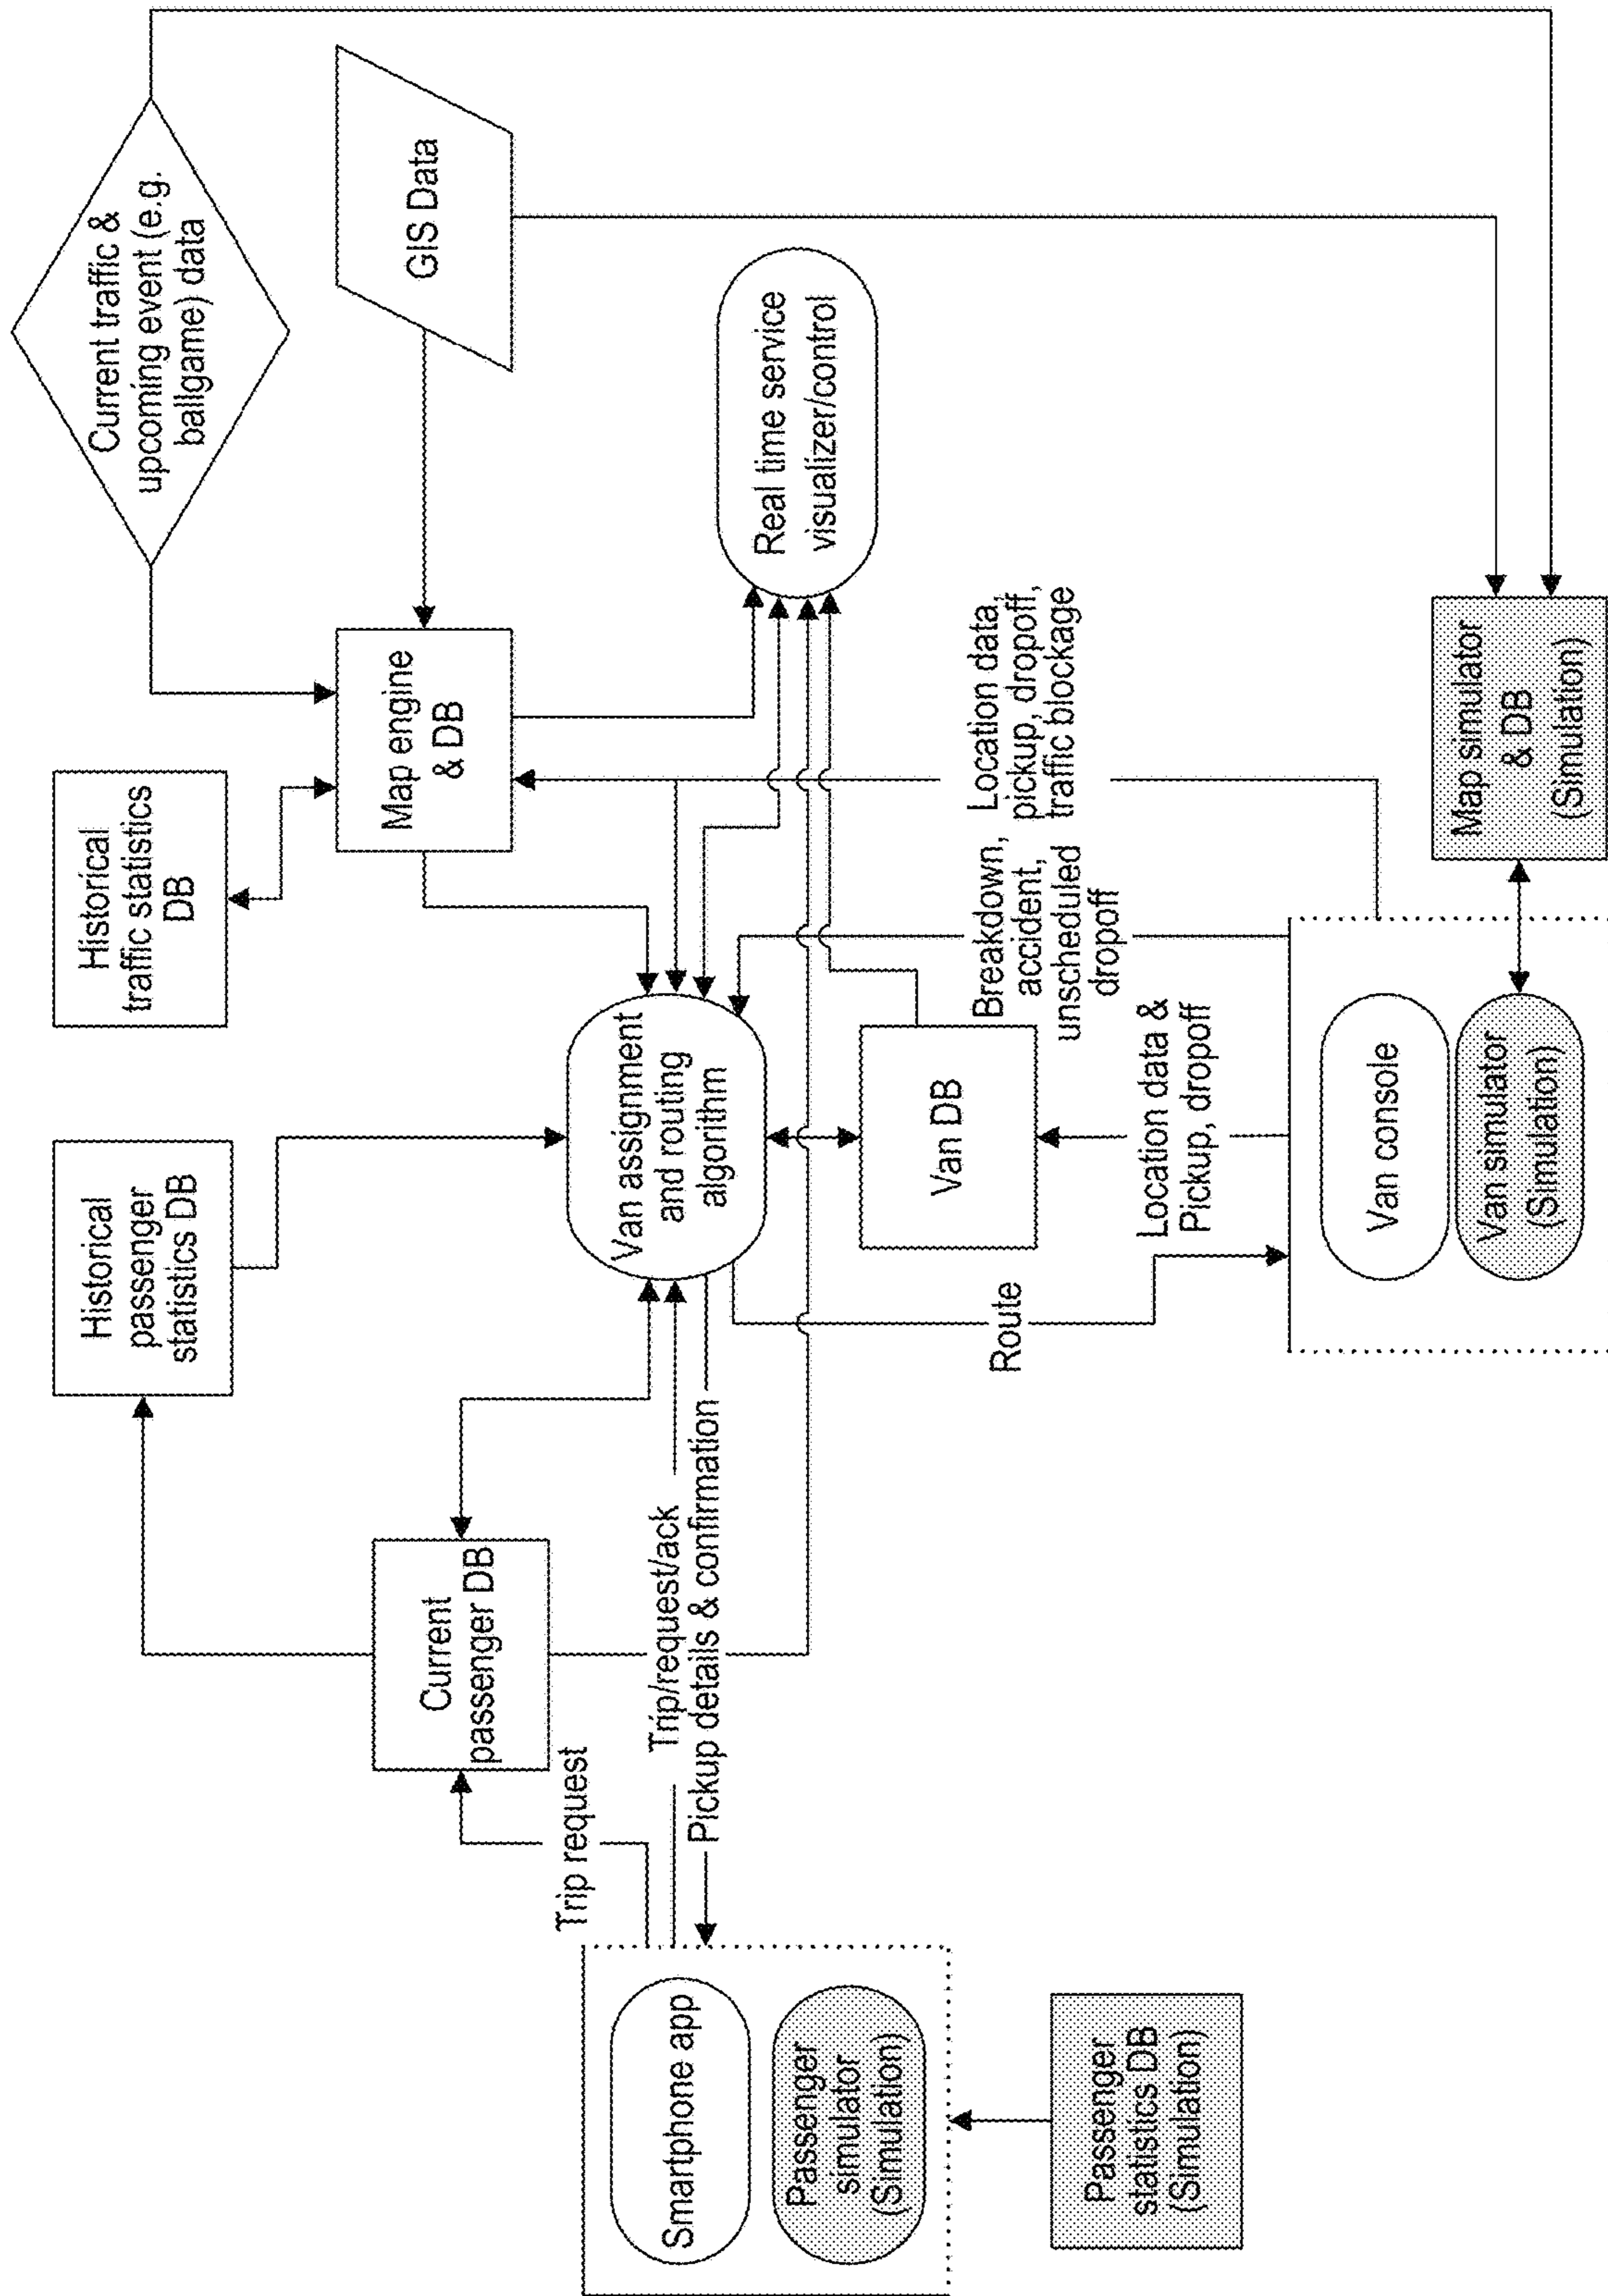 Current traffic &
upcoming event (e.g.
ballgame) data
Historical
passenger
statistics DB
Historical
traffic statistics
DB
GIS Data
Map engine
& DB
Current
passenger DB
Trip request
Van assignment
and routing
algorithm
Real time service
visualizer/control
Smartphone app
Passenger
simulator
(Simulation)
Trip/request/ack
Pickup details & confirmation
Van DB
Route
Location data &
Pickup, dropoff
Breakdown,
accident,
unscheduled
dropoff
Location data,
pickup, dropoff,
traffic blockage
Passenger
statistics DB
(Simulation)
Van console
Van simulator
(Simulation)
Map simulator
& DB
(Simulation)